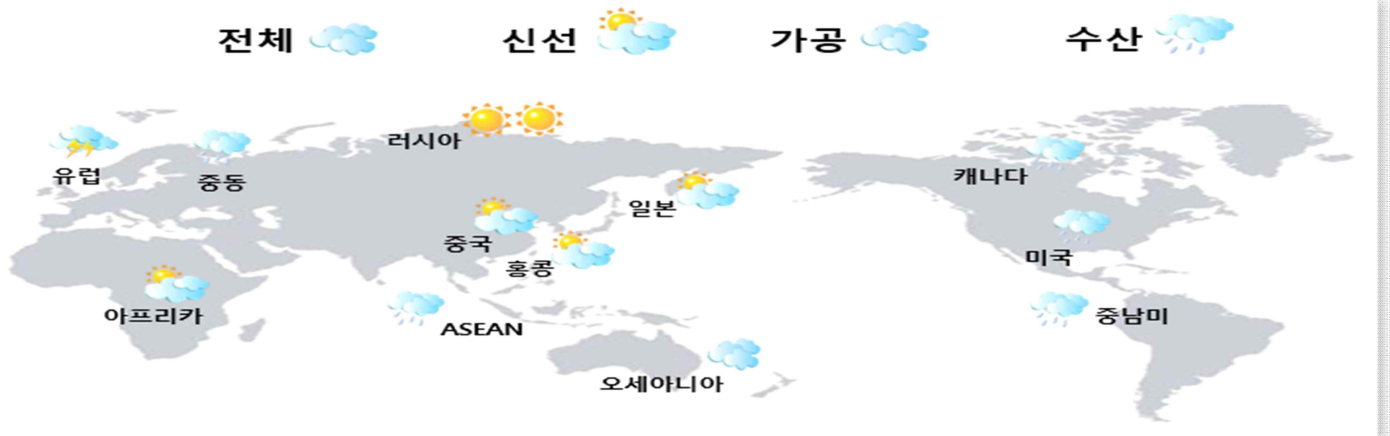 전체 신선 가공 수산
러시아
유럽
중동
캐나다
일본
중국
미국
홍콩
아프리카
중남미
ASEAN
오세아니아